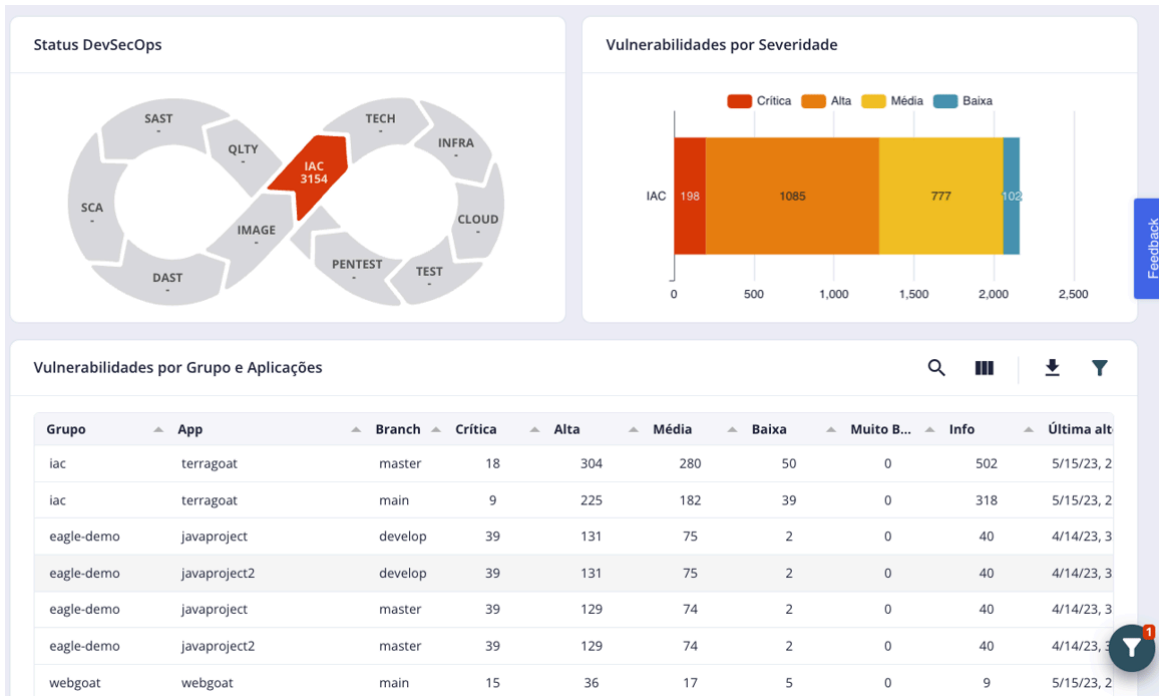 Status DevSecOps
SAST
-
QLTY
-
IAC
3154
TECH
-
INFRA
-
SCA
-
IMAGE
-
CLOUD
-
DAST
-
PENTEST
-
TEST
-
Vulnerabilidades por Severidade
Crítica Alta Média Baixa
IAC 198 1085 777 102
0 500 1,000 1,500 2,000 2,500
Feedback
Vulnerabilidades por Grupo e Aplicações
Grupo App Branch Crítica Alta Média Baixa Muito B... Info Última alt
iac terragoat master 18 304 280 50 0 502 5/15/23, 2
iac terragoat main 9 225 182 39 0 318 5/15/23, 2
eagle-demo javaproject develop 39 131 75 2 0 40 4/14/23, 3
eagle-demo javaproject2 develop 39 131 75 2 0 40 4/14/23, 3
eagle-demo javaproject master 39 129 74 2 0 40 4/14/23, 3
eagle-demo javaproject2 master 39 129 74 2 0 40 4/14/23, 3
1
webgoat webgoat main 15 36 17 5 0 9 5/15/23, 2